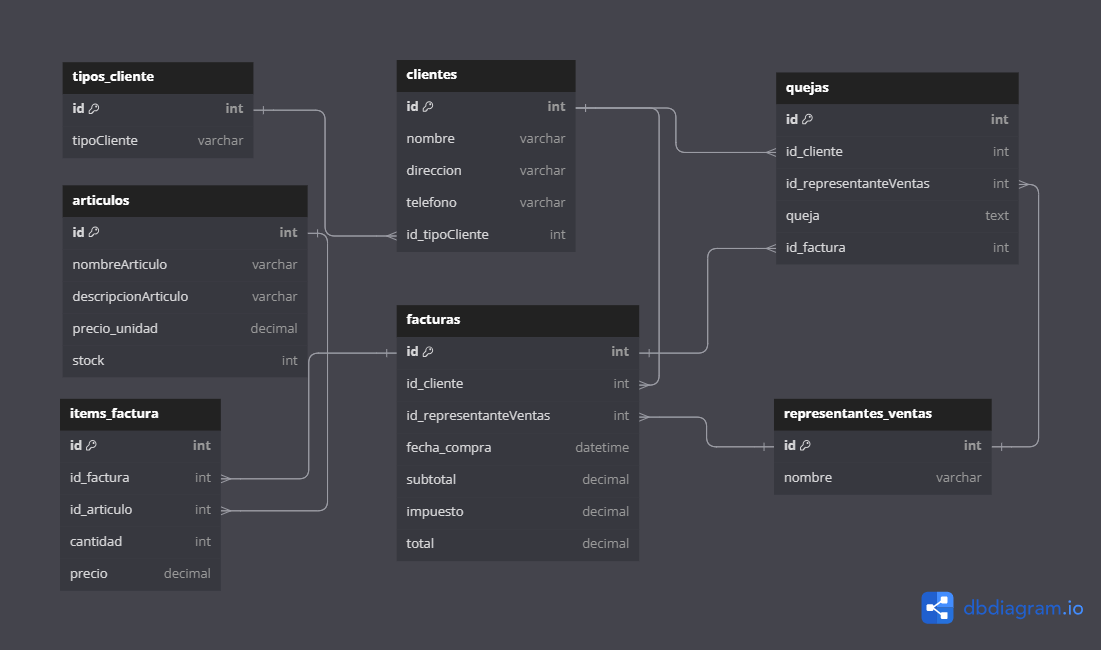 tipos_cliente
id int
tipoCliente varchar
clientes
id int
nombre varchar
direccion varchar
telefono varchar
id_tipoCliente int
quejas
id int
id_cliente int
id_representanteVentas int
queja text
id_factura int
articulos
id int
nombreArticulo varchar
descripcionArticulo varchar
precio_unidad decimal
stock int
facturas
id int
id_cliente int
id_representanteVentas int
fecha_compra datetime
subtotal decimal
impuesto decimal
total decimal
items_factura
id int
id_factura int
id_articulo int
cantidad int
precio decimal
representantes_ventas
id int
nombre varchar
dbdiagram.io